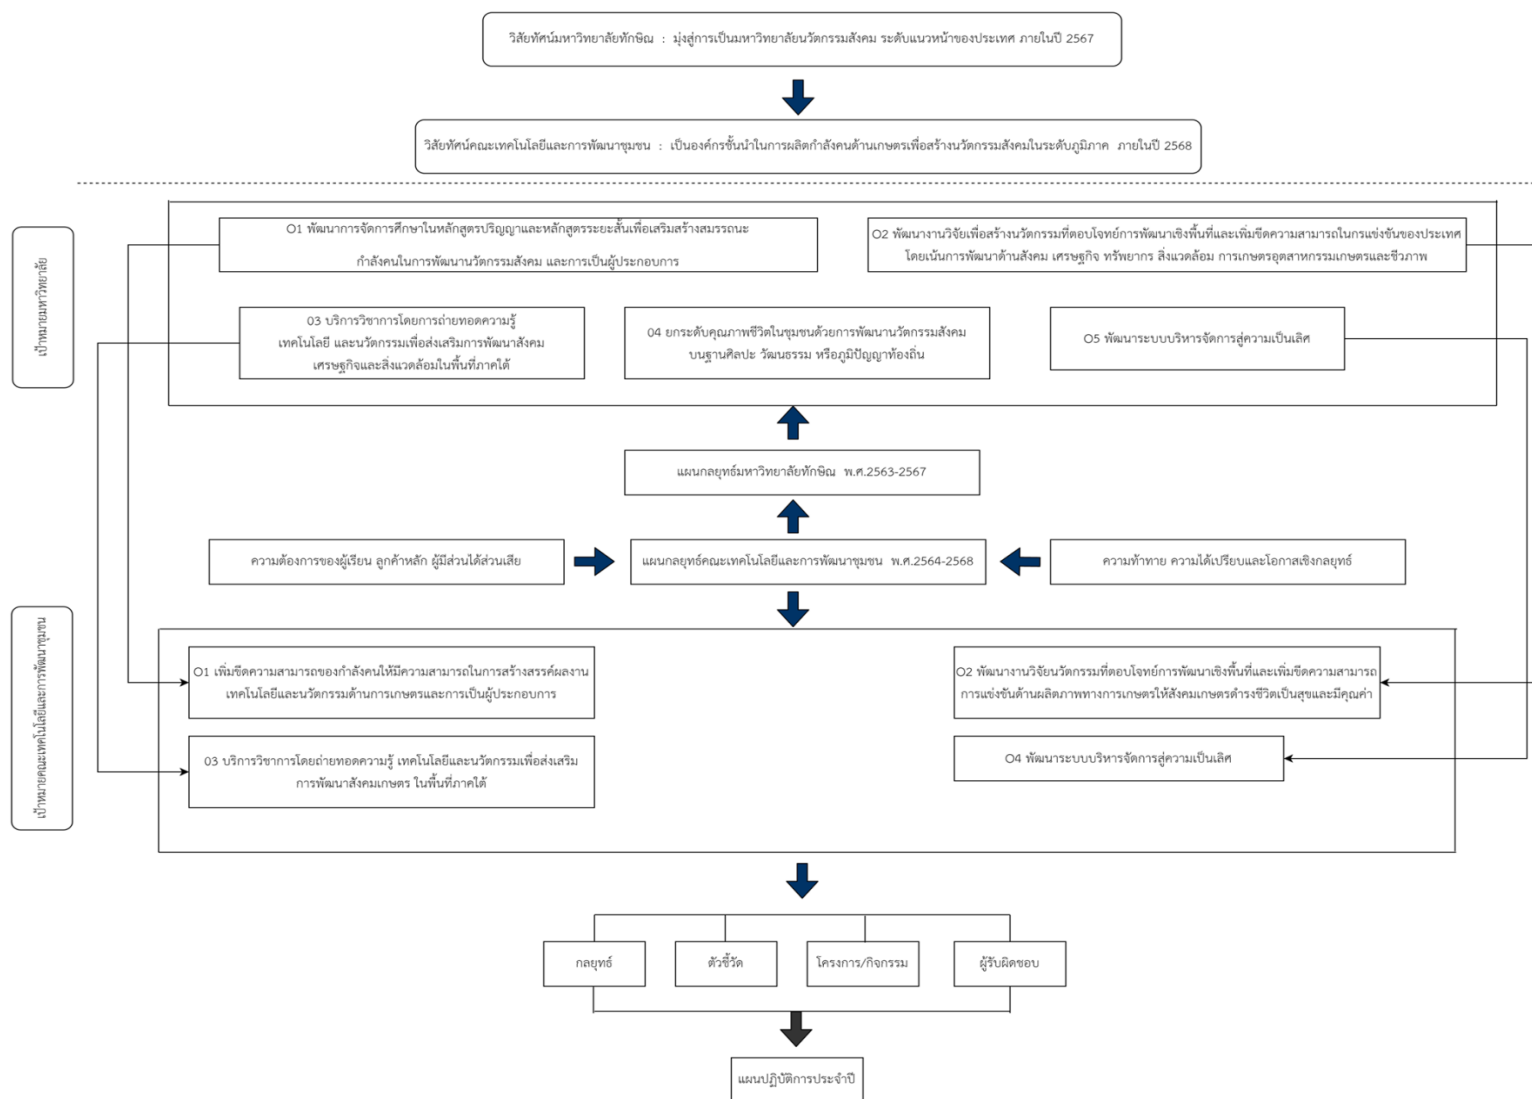 วิสัยทัศน์มหาวิทยาลัยทักษิณ : มุ่งสู่การเป็นมหาวิทยาลัยนวัตกรรมสังคม ระดับแนวหน้าของประเทศ ภายในปี 2567
วิสัยทัศน์คณะเทคโนโลยีและการพัฒนาชุมชน : เป็นองค์กรชั้นนำในการผลิตกำลังคนด้านเกษตรเพื่อสร้างนวัตกรรมสังคมในระดับภูมิภาค ภายในปี 2568
เป้าหมายมหาวิทยาลัย
O1 พัฒนาการจัดการศึกษาในหลักสูตรปริญญาและหลักสูตรระยะสั้นเพื่อเสริมสร้างสมรรถนะ
กำลังคนในการพัฒนานวัตกรรมสังคม และการเป็นผู้ประกอบการ
O2 พัฒนางานวิจัยเพื่อสร้างนวัตกรรมที่ตอบโจทย์การพัฒนาเชิงพื้นที่และเพิ่มขีดความสามารถในกรแข่งขันของประเทศ
โดยเน้นการพัฒนาด้านสังคม เศรษฐกิจ ทรัพยากร สิ่งแวดล้อม การเกษตรอุตสาหกรรมเกษตรและชีวภาพ
03 บริการวิชาการโดยการถ่ายทอดความรู้
เทคโนโลยี และนวัตกรรมเพื่อส่งเสริมการพัฒนาสังคม
เศรษฐกิจและสิ่งแวดล้อมในพื้นที่ภาคใต้
04 ยกระดับคุณภาพชีวิตในชุมชนด้วยการพัฒนานวัตกรรมสังคม
บนฐานศิลปะ วัฒนธรรม หรือภูมิปัญญาท้องถิ่น
O5 พัฒนาระบบบริหารจัดการสู่ความเป็นเลิศ
แผนกลยุทธ์มหาวิทยาลัยทักษิณ พ.ศ.2563-2567
ความต้องการของผู้เรียน ลูกค้าหลัก ผู้มีส่วนได้ส่วนเสีย
แผนกลยุทธ์คณะเทคโนโลยีและการพัฒนาชุมชน พ.ศ.2564-2568
ความท้าทาย ความได้เปรียบและโอกาสเชิงกลยุทธ์
เป้าหมายคณะเทคโนโลยีและการพัฒนาชุมชน
O1 เพิ่มขีดความสามารถของกำลังคนให้มีความสามารถในการสร้างสรรค์ผลงาน
เทคโนโลยีและนวัตกรรมด้านการเกษตรและการเป็นผู้ประกอบการ
O2 พัฒนางานวิจัยนวัตกรรมที่ตอบโจทย์การพัฒนาเชิงพื้นที่และเพิ่มขีดความสามารถ
การแข่งขันด้านผลิตภาพทางการเกษตรให้สังคมเกษตรดำรงชีวิตเป็นสุขและมีคุณค่า
03 บริการวิชาการโดยถ่ายทอดความรู้ เทคโนโลยีและนวัตกรรมเพื่อส่งเสริม
การพัฒนาสังคมเกษตร ในพื้นที่ภาคใต้
O4 พัฒนาระบบบริหารจัดการสู่ความเป็นเลิศ
กลยุทธ์
ตัวชี้วัด
โครงการ/กิจกรรม
ผู้รับผิดชอบ
แผนปฏิบัติการประจำปี